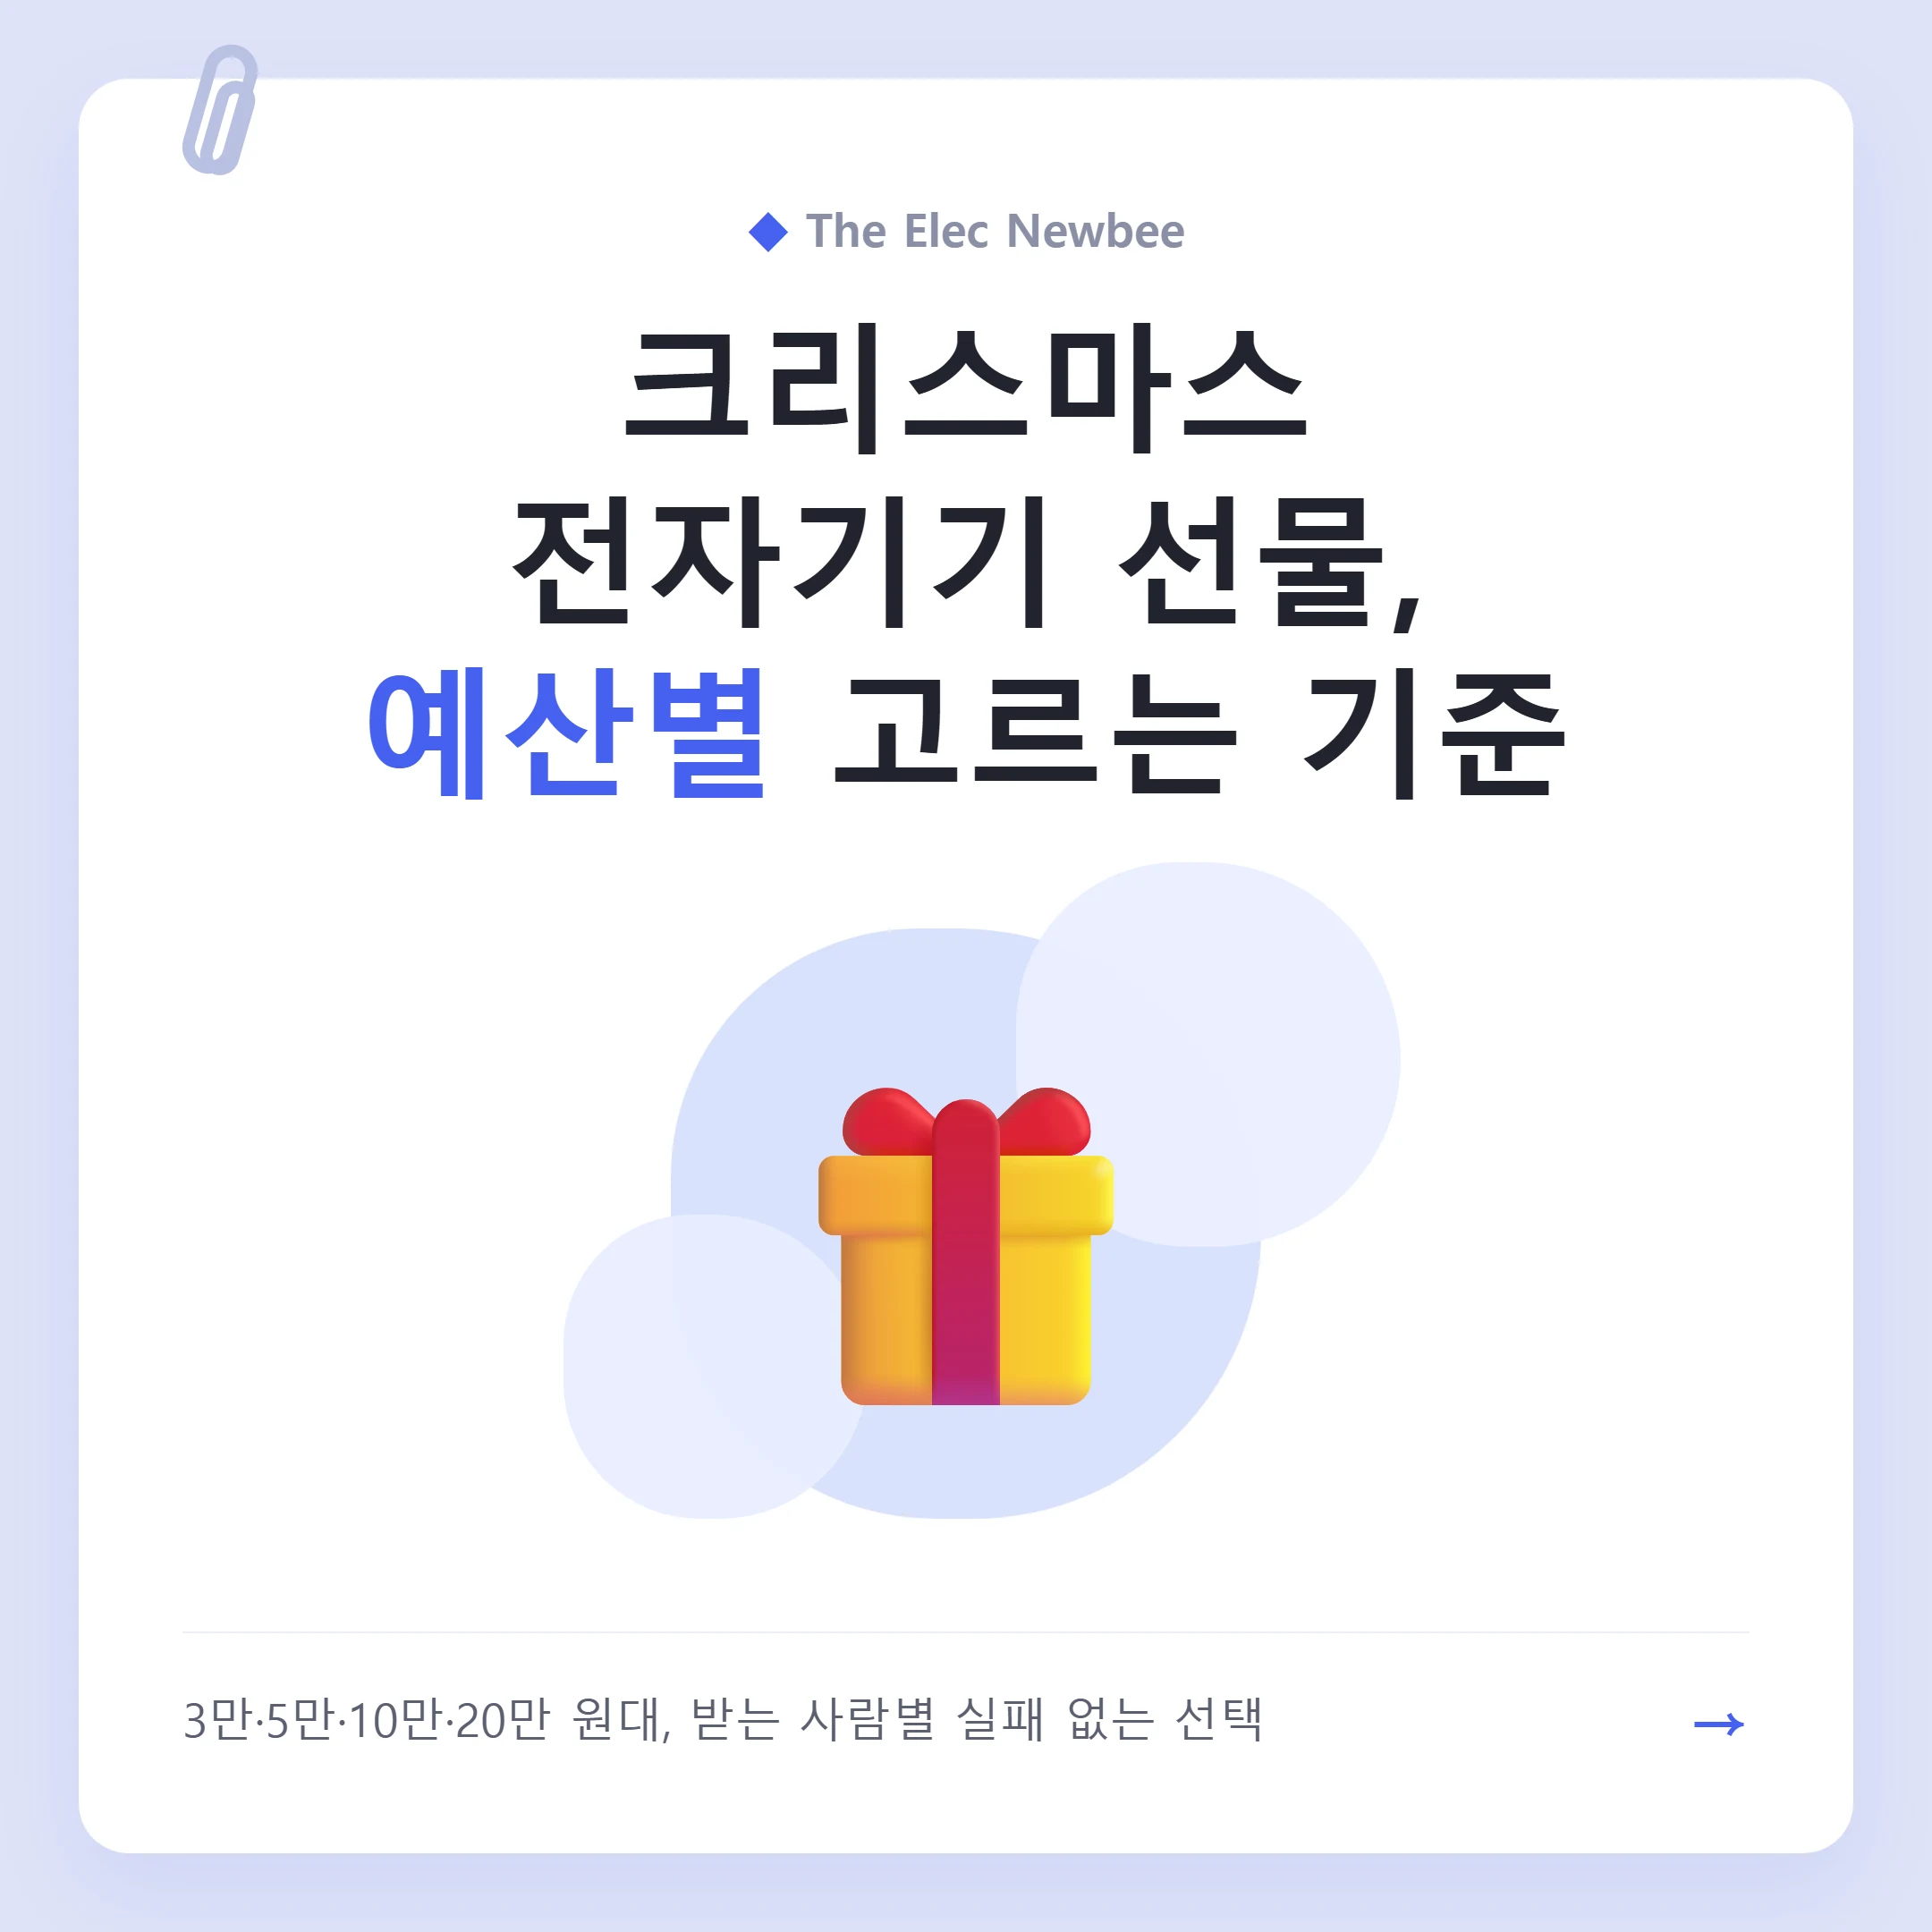 The Elec Newbee
크리스마스
전자기기 선물,
예산별 고르는 기준
3만·5만·10만·20만 원대, 받는 사람별 실패 없는 선택 →